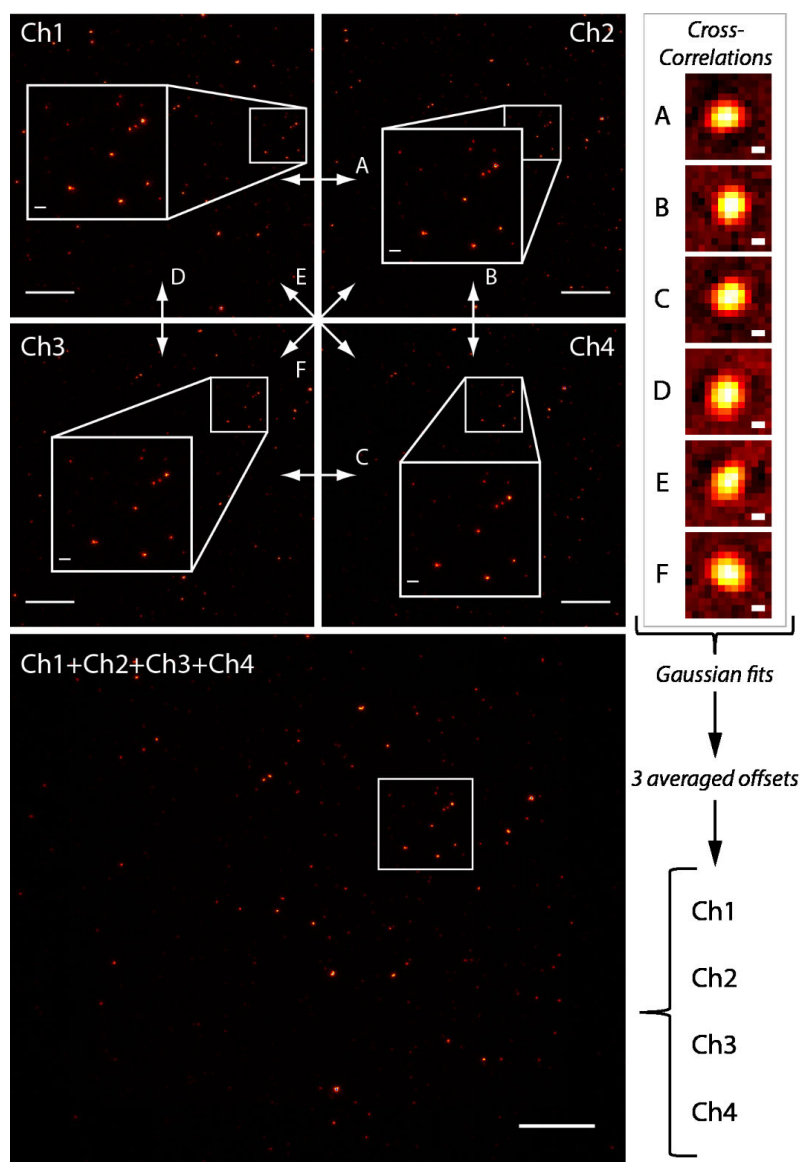 Ch1
Ch2
A
D
E
B
Ch3
Ch4
F
C
Cross-
Correlations
A
B
C
D
E
F
Gaussian fits
3 averaged offsets
Ch1+Ch2+Ch3+Ch4
Ch1
Ch2
Ch3
Ch4